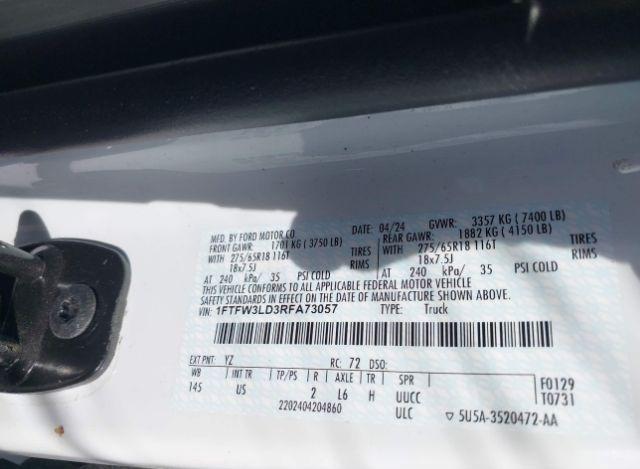 MFD. BY FORD MOTOR CO 04/24 GVWR: 3357 KG ( 7400 LB)
FRONT GAWR: 1701 KG ( 3750 LB) REAR GAWR: 1882 KG ( 4150 LB)
WITH 275/65R18 116T TIRES WITH 275/65R18 116T TIRES
18x7.5J RIMS 18x7.5J RIMS
AT 240 kPa/ 35 PSI COLD AT 240 kPa/ 35 PSI COLD
THIS VEHICLE CONFORMS TO ALL APPLICABLE FEDERAL MOTOR VEHICLE
SAFETY STANDARDS IN EFFECT ON THE DATE OF MANUFACTURE SHOWN ABOVE.
VIN: 1FTFW3LD3RFA73057 TYPE: Truck
EXT PNT: YZ RC: 72 DSO:
WB INT TR TP/PS R AXLE TR SPR F0129
145 US 2 L6 H UUCC T0731
2202404204860 ULC ▽ 5U5A-3520472-AA